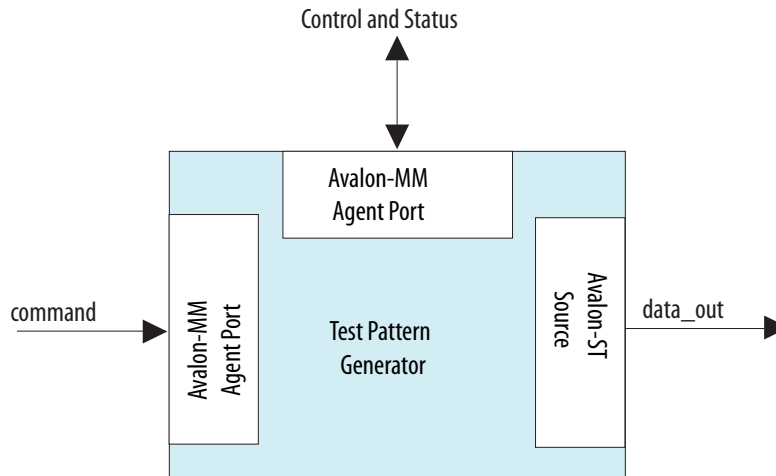 Control and Status
Avalon-MM
Agent Port
command
Avalon-MM
Agent Port
Test Pattern
Generator
Avalon-ST
Source
data_out